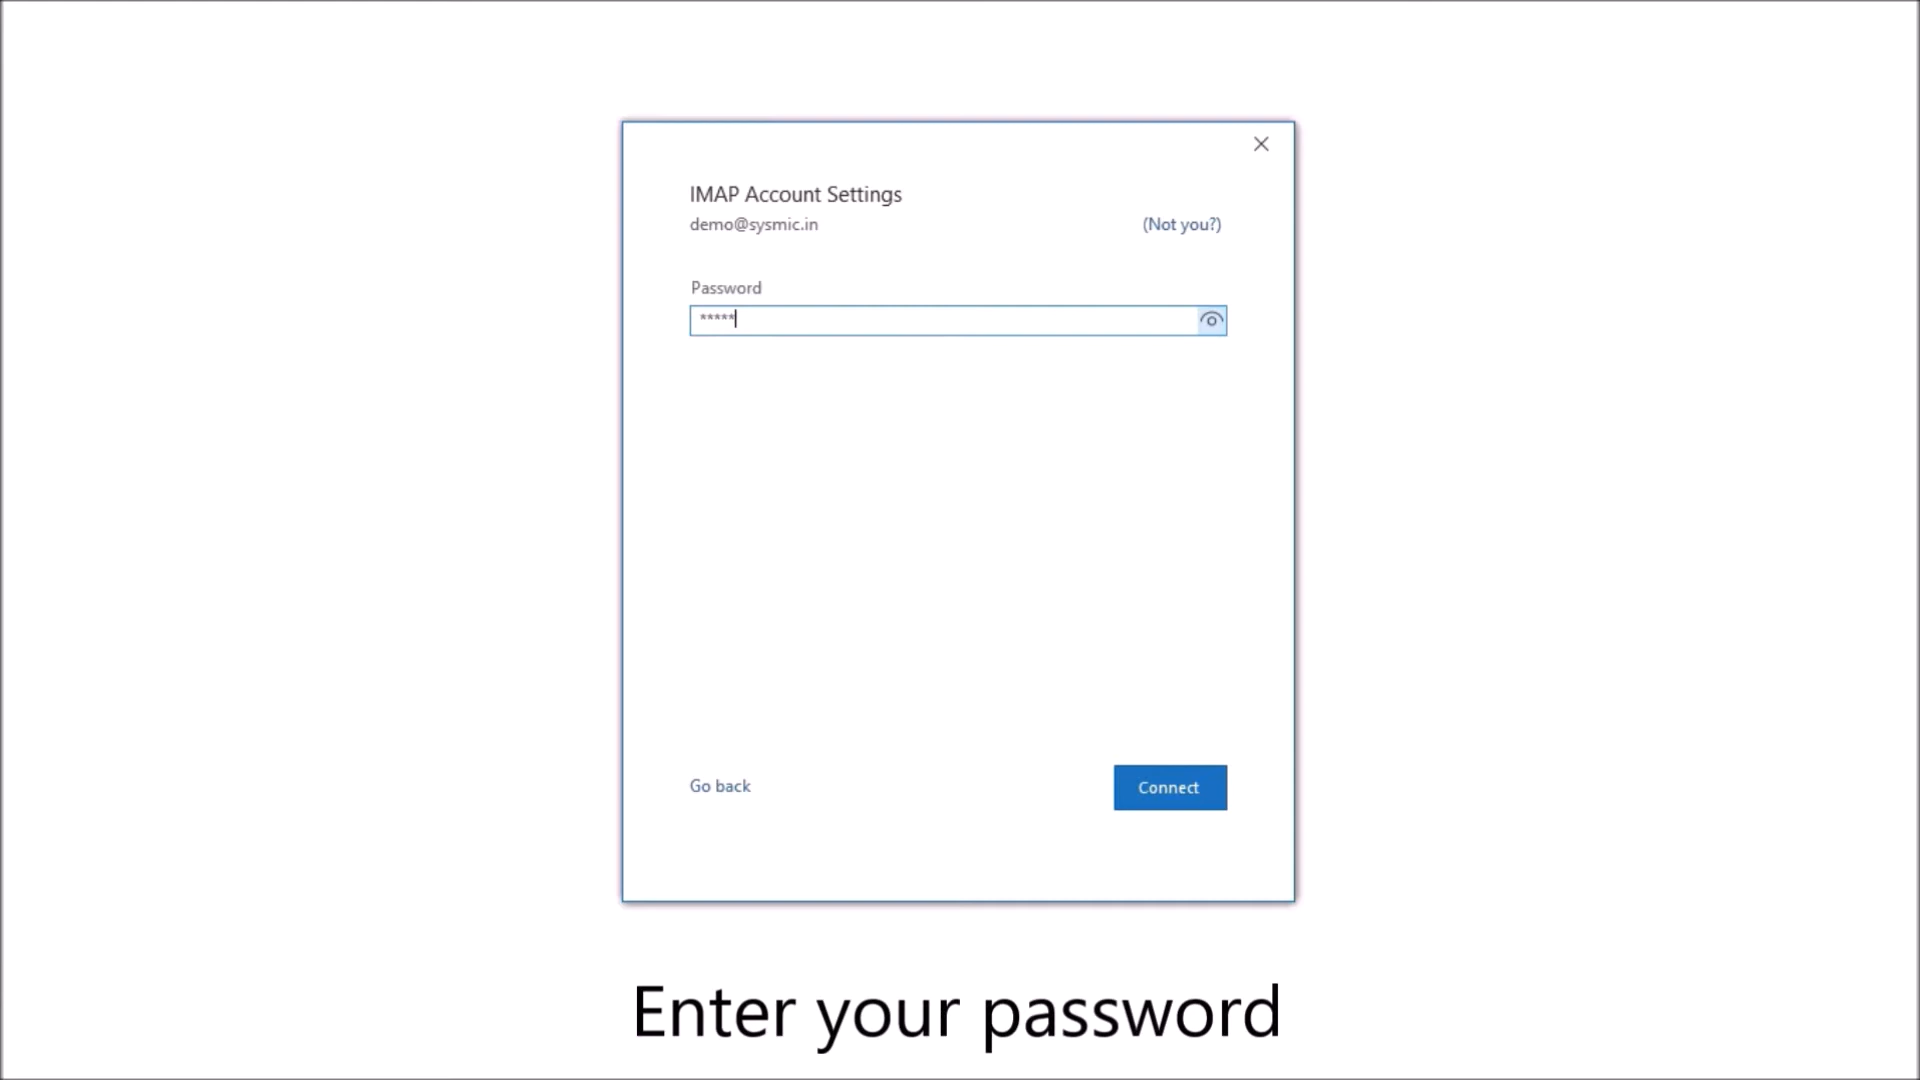 IMAP Account Settings
demo@sysmic.in (Not you?)
Password
*****
Go back Connect
Enter your password